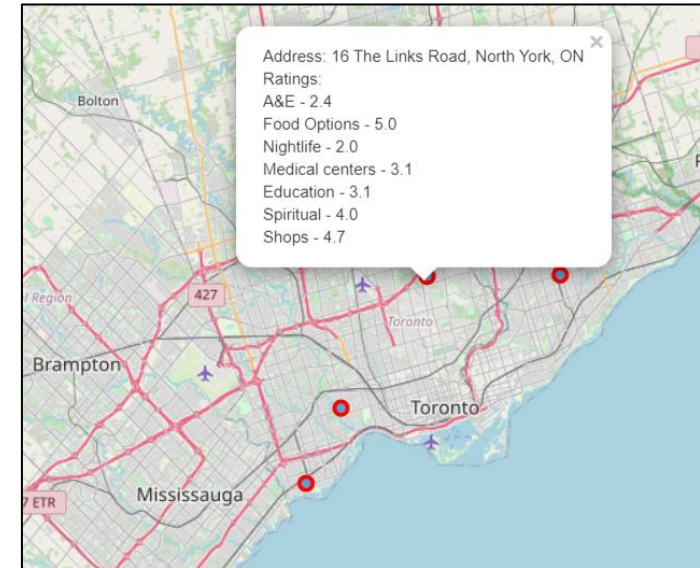 Address: 16 The Links Road, North York, ON
Ratings:
A&E - 2.4
Food Options - 5.0
Nightlife - 2.0
Medical centers - 3.1
Education - 3.1
Spiritual - 4.0
Shops - 4.7
×
Bolton
Region
427
Toronto
Brampton
Toronto
Mississauga
7 ETR